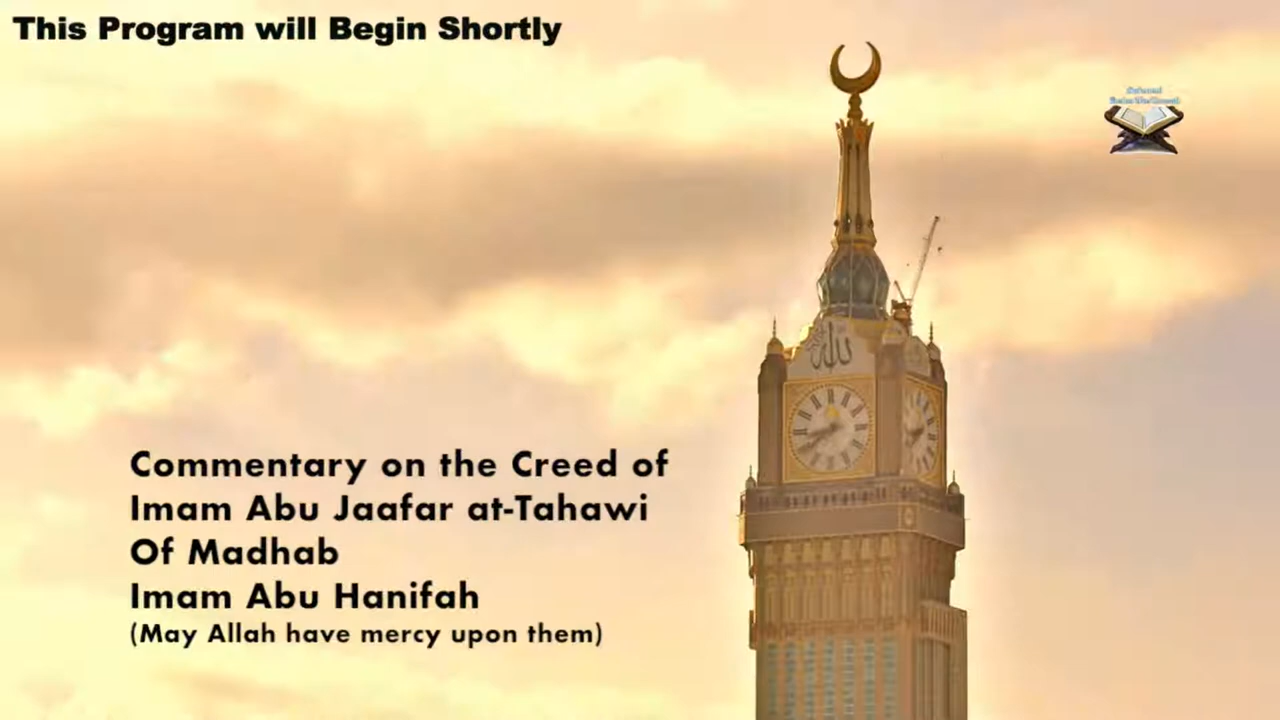 This Program will Begin Shortly
الله
Commentary on the Creed of
Imam Abu Jaafar at-Tahawi
Of Madhab
Imam Abu Hanifah
(May Allah have mercy upon them)